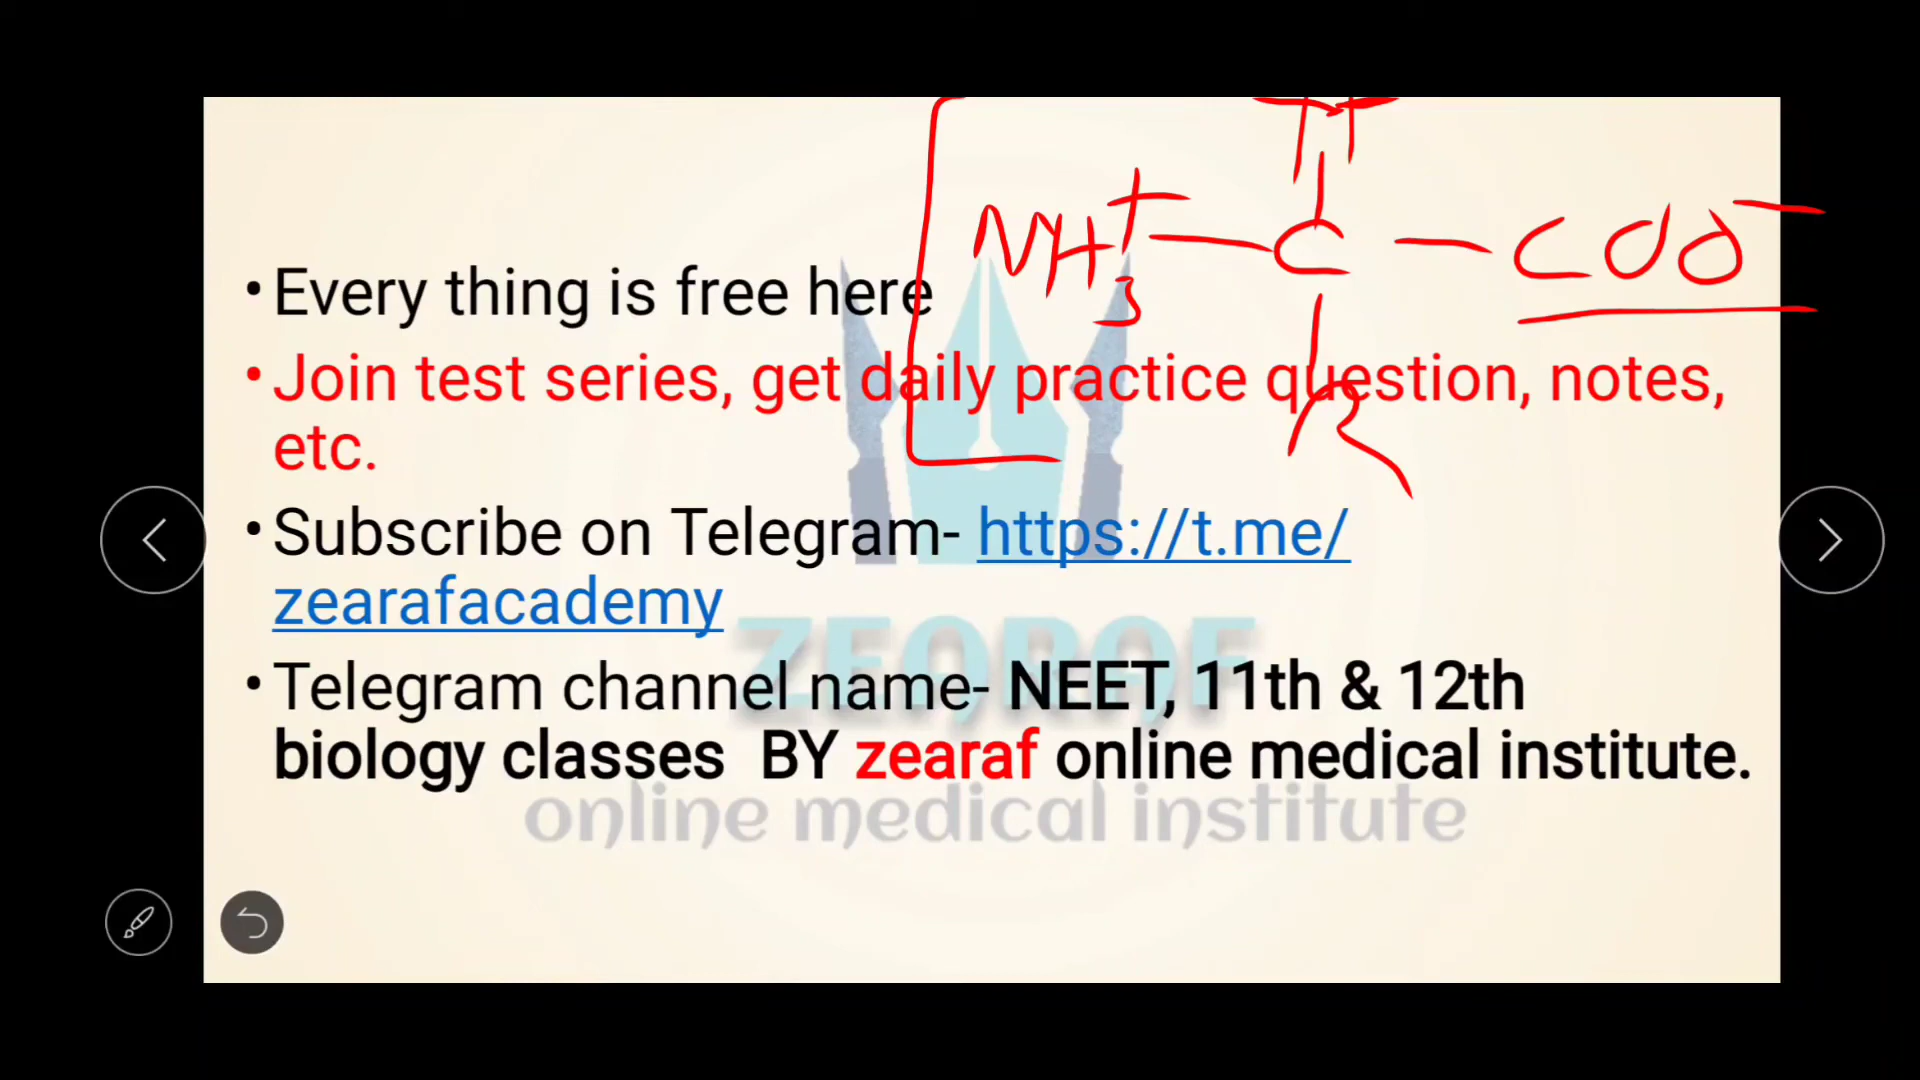 H
NH3+ — C — COO-
R
• Every thing is free here
• Join test series, get daily practice question, notes,
etc.
• Subscribe on Telegram- https://t.me/
zearafacademy
• Telegram channel name- NEET, 11th & 12th
biology classes BY zearaf online medical institute.
ZEARAF
online medical institute